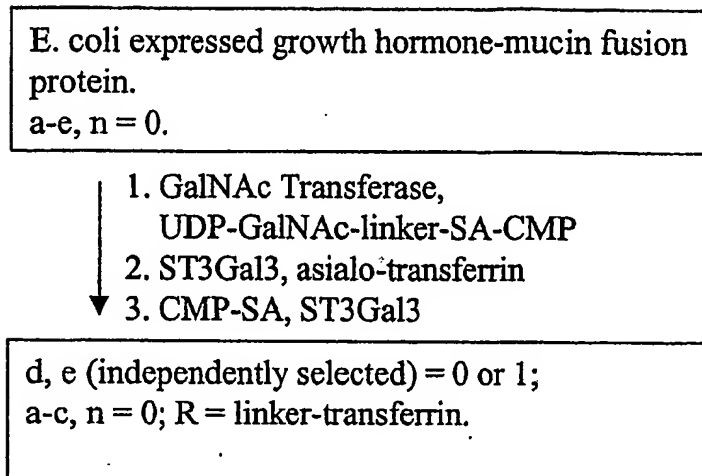 E. coli expressed growth hormone-mucin fusion
protein.
a-e, n = 0.
1. GalNAc Transferase,
UDP-GalNAc-linker-SA-CMP
2. ST3Gal3, asialo-transferrin
3. CMP-SA, ST3Gal3
d, e (independently selected) = 0 or 1;
a-c, n = 0; R = linker-transferrin.